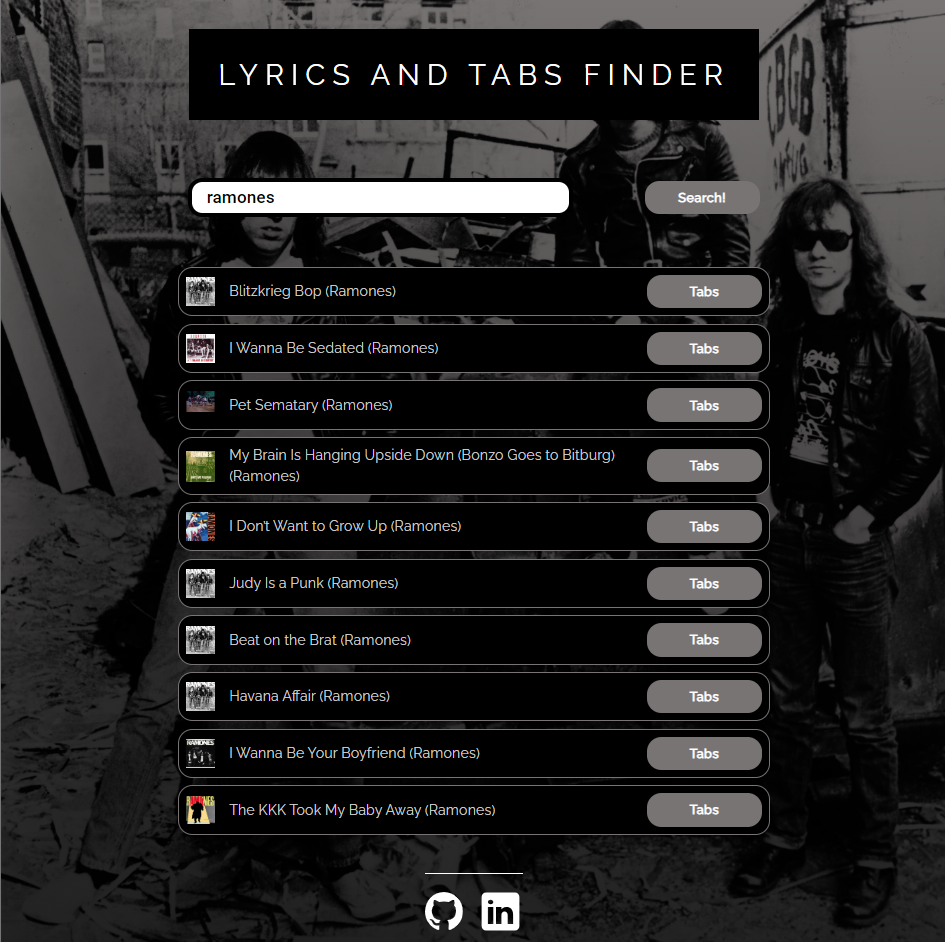 LYRICS AND TABS FINDER
ramones
Search!
Blitzkrieg Bop (Ramones)
Tabs
I Wanna Be Sedated (Ramones)
Tabs
Pet Sematary (Ramones)
Tabs
My Brain Is Hanging Upside Down (Bonzo Goes to Bitburg)
(Ramones)
Tabs
I Don't Want to Grow Up (Ramones)
Tabs
Judy Is a Punk (Ramones)
Tabs
Beat on the Brat (Ramones)
Tabs
Havana Affair (Ramones)
Tabs
I Wanna Be Your Boyfriend (Ramones)
Tabs
The KKK Took My Baby Away (Ramones)
Tabs
in